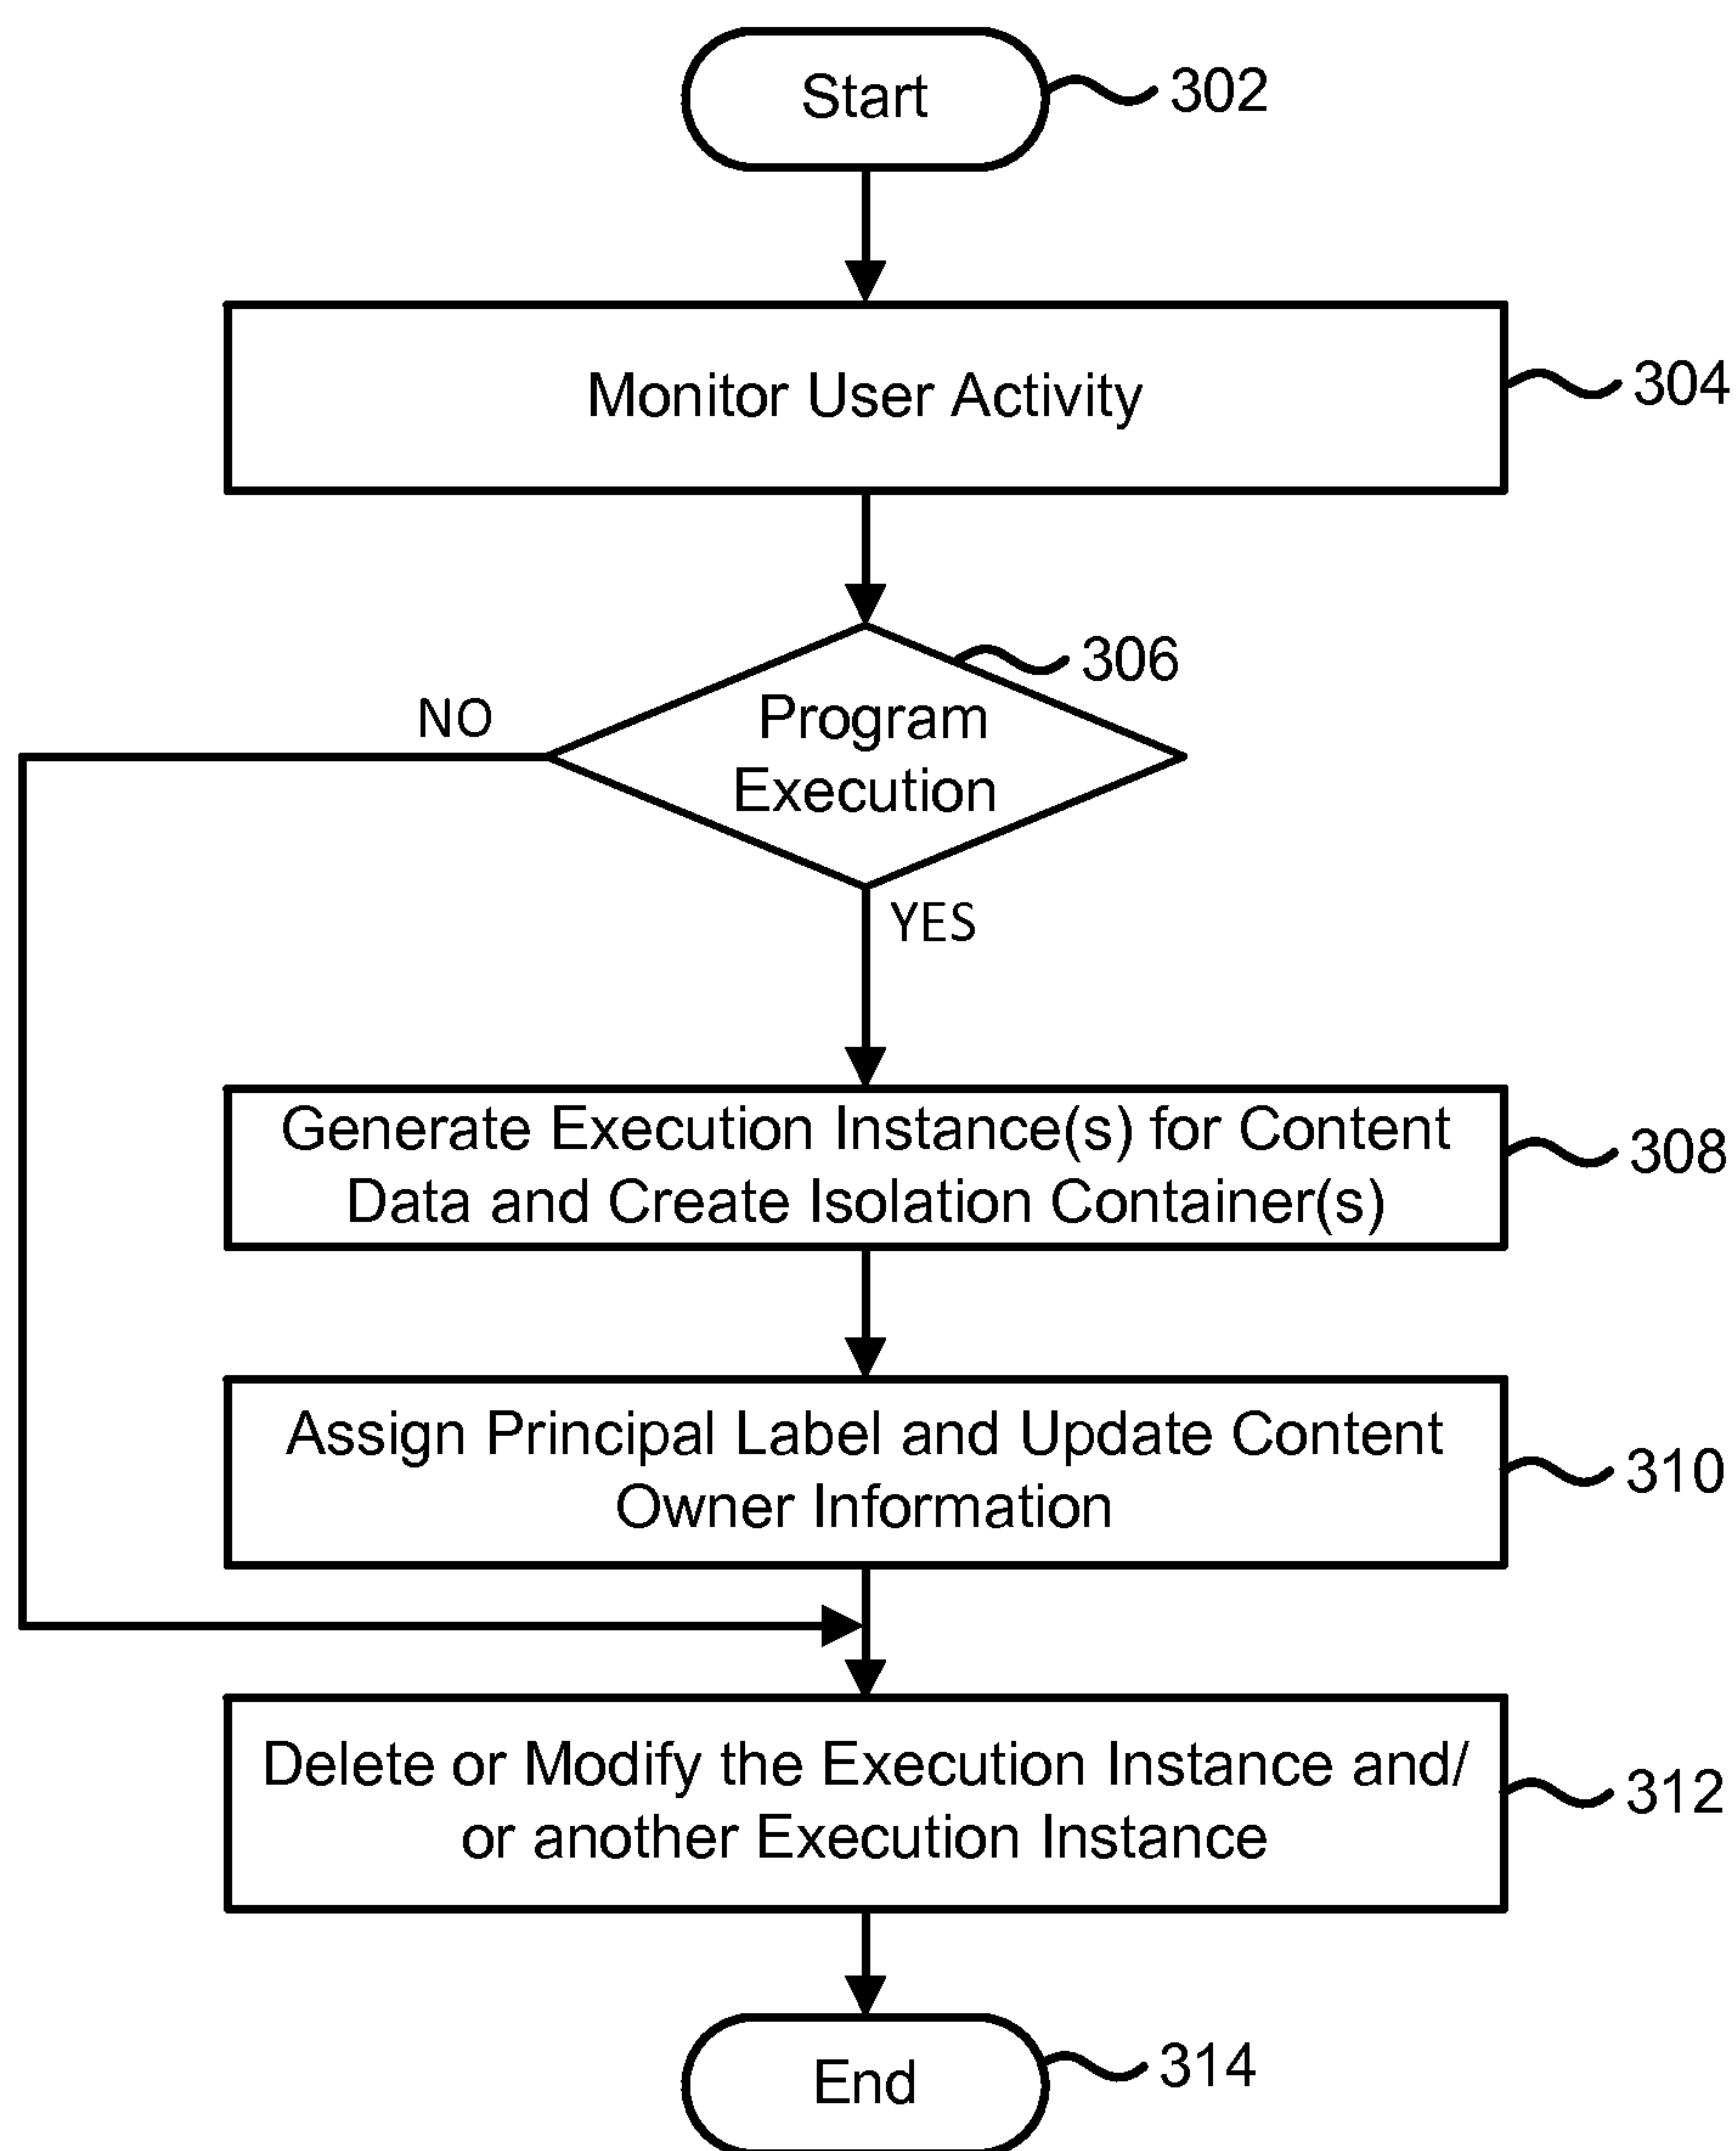 Start
302
Monitor User Activity
304
306
Program
Execution
NO
YES
Generate Execution Instance(s) for Content
Data and Create Isolation Container(s)
308
Assign Principal Label and Update Content
Owner Information
310
Delete or Modify the Execution Instance and/
or another Execution Instance
312
End
314